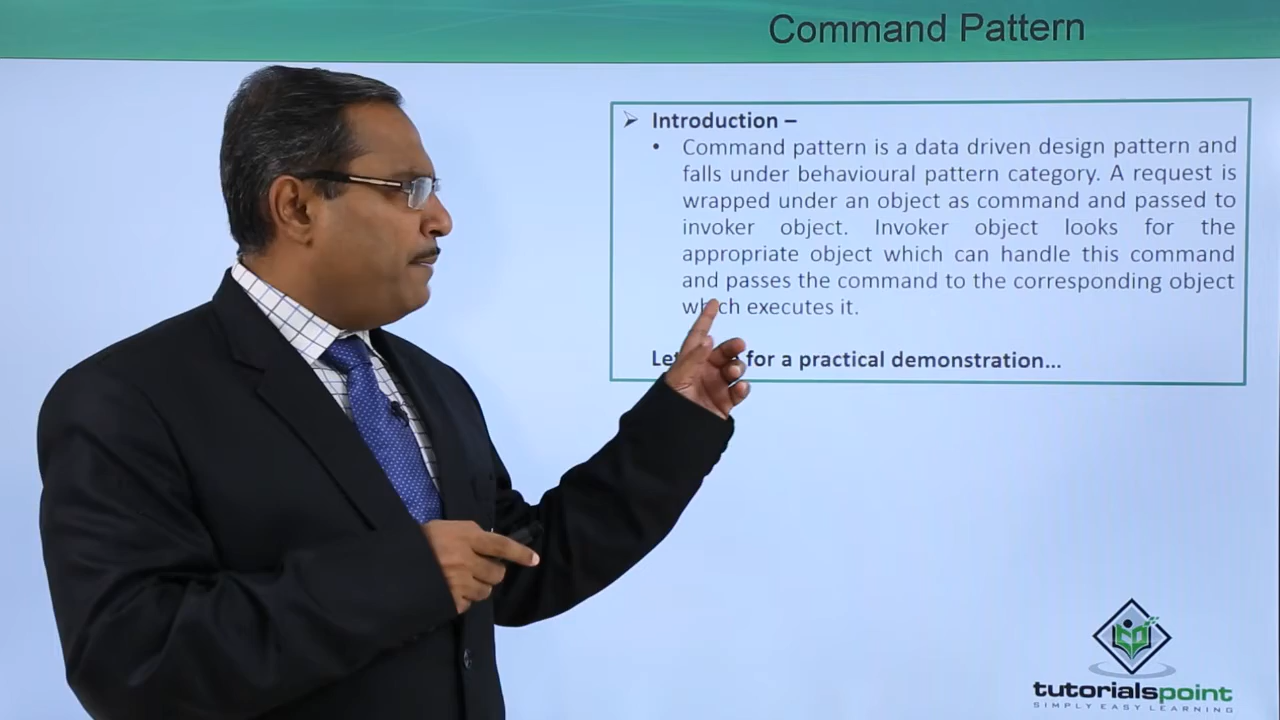 Command Pattern
➢ Introduction –
• Command pattern is a data driven design pattern and
falls under behavioural pattern category. A request is
wrapped under an object as command and passed to
invoker object. Invoker object looks for the
appropriate object which can handle this command
and passes the command to the corresponding object
which executes it.
for a practical demonstration...
tutorialspoint
SIMPLY EASY LEARNING